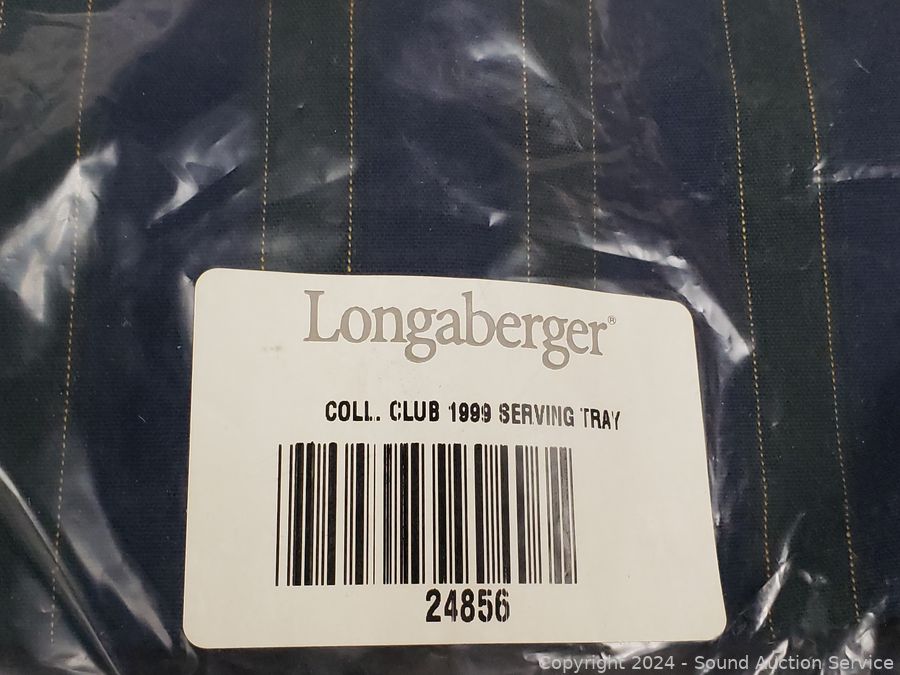 Longaberger®
COLL. CLUB 1999 SERVING TRAY
24856
Copyright 2024 - Sound Auction Service